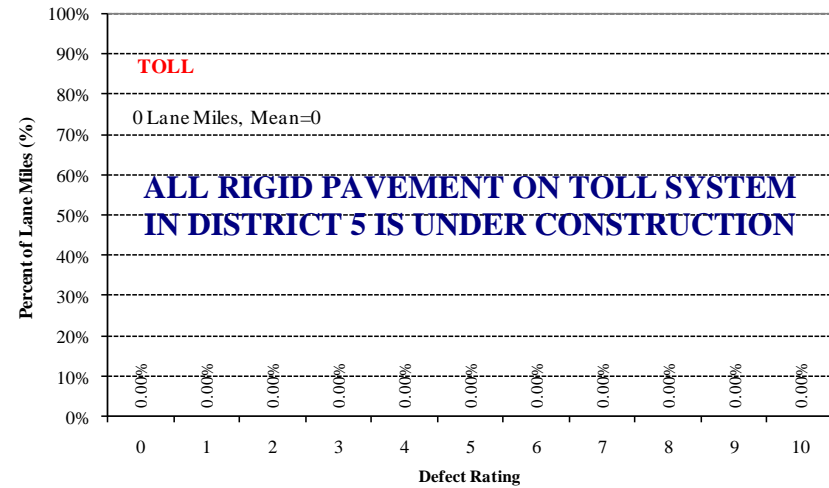 100%
90%
80%
70%
60%
50%
40%
30%
20%
10%
0%
Percent of Lane Miles (%)
TOLL
0 Lane Miles, Mean=0
ALL RIGID PAVEMENT ON TOLL SYSTEM
IN DISTRICT 5 IS UNDER CONSTRUCTION
0.00% 0.00% 0.00% 0.00% 0.00% 0.00% 0.00% 0.00% 0.00% 0.00% 0.00%
0 1 2 3 4 5 6 7 8 9 10
Defect Rating